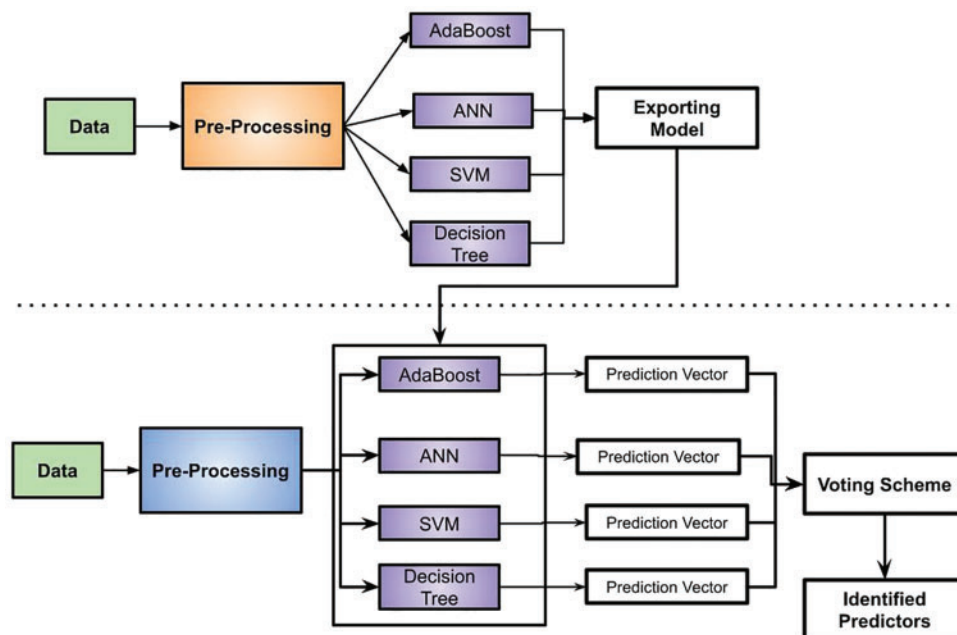 AdaBoost
Data
Pre-Processing
ANN
Exporting
Model
SVM
Decision
Tree
AdaBoost
Prediction Vector
Data
Pre-Processing
ANN
Prediction Vector
Voting Scheme
SVM
Prediction Vector
Decision
Tree
Prediction Vector
Identified
Predictors